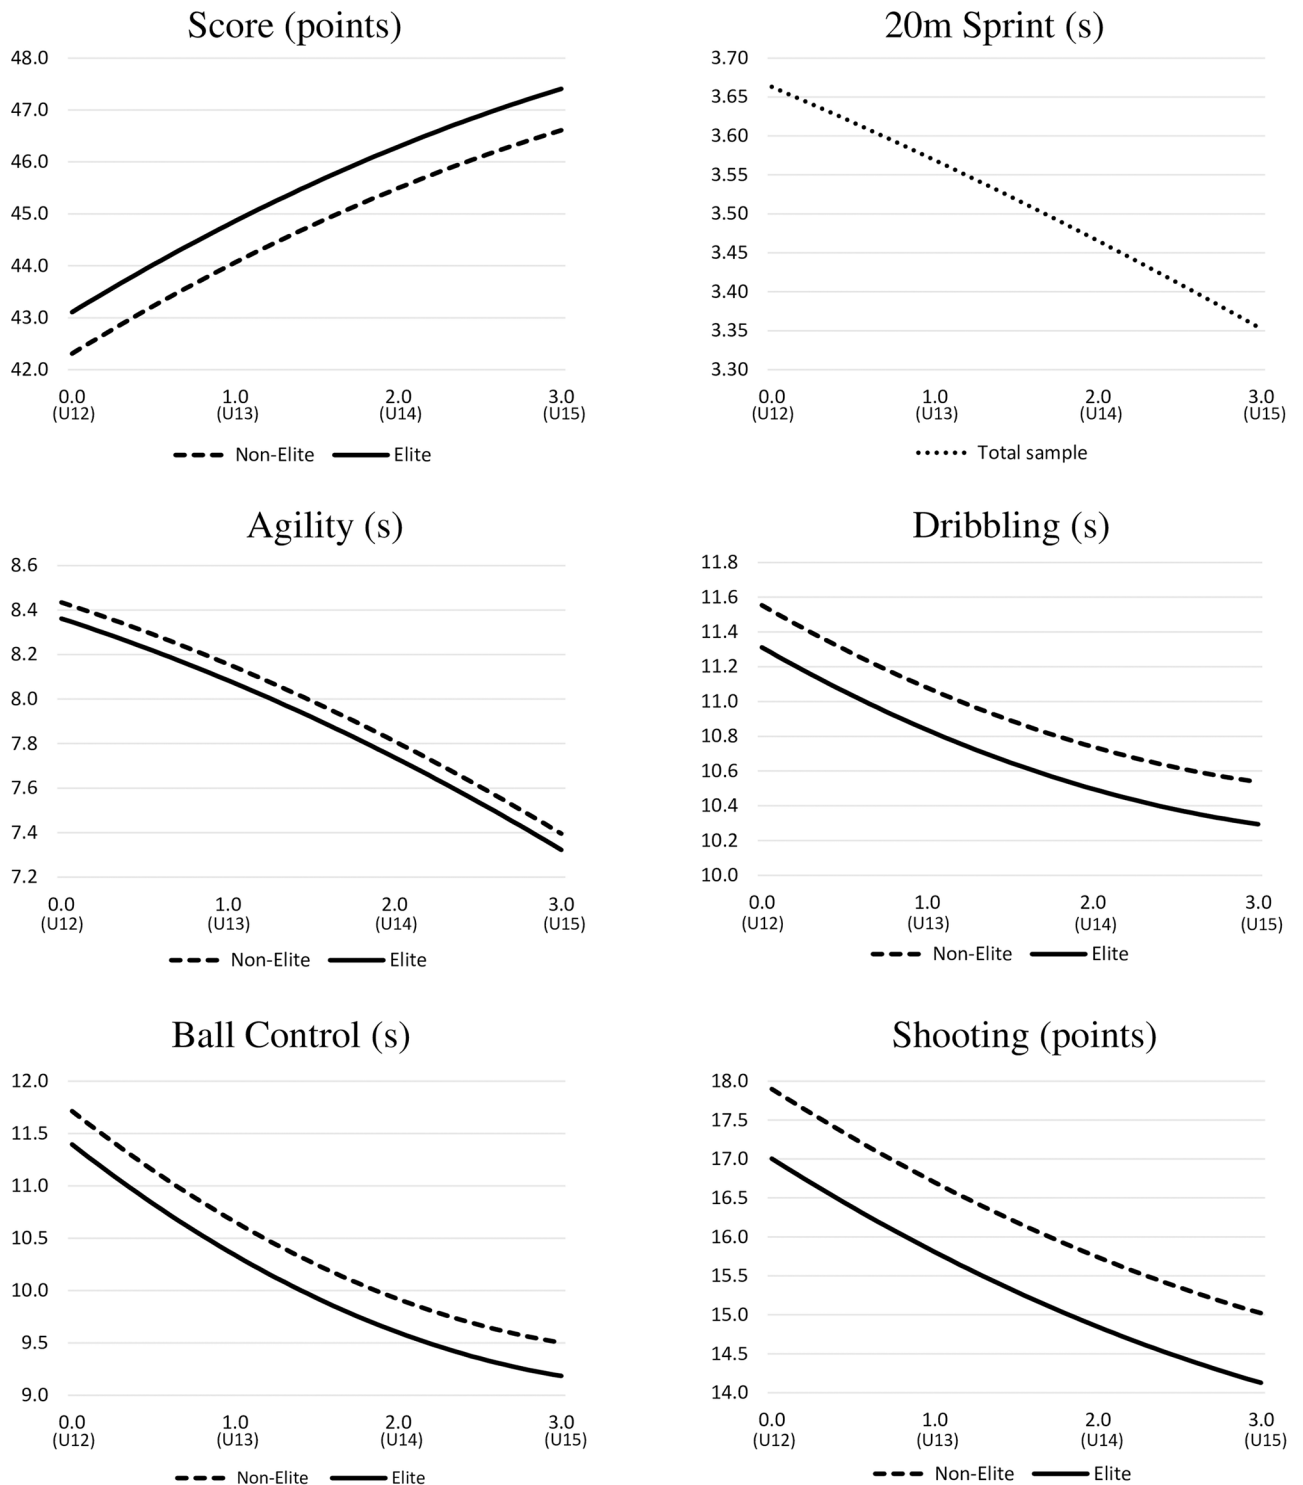 Score (points)
48.0
47.0
46.0
45.0
44.0
43.0
42.0
0.0 1.0 2.0 3.0
(U12) (U13) (U14) (U15)
Non-Elite Elite
20m Sprint (s)
3.70
3.65
3.60
3.55
3.50
3.45
3.40
3.35
3.30
0.0 1.0 2.0 3.0
(U12) (U13) (U14) (U15)
Total sample
Agility (s)
8.6
8.4
8.2
8.0
7.8
7.6
7.4
7.2
0.0 1.0 2.0 3.0
(U12) (U13) (U14) (U15)
Non-Elite Elite
Dribbling (s)
11.8
11.6
11.4
11.2
11.0
10.8
10.6
10.4
10.2
10.0
0.0 1.0 2.0 3.0
(U12) (U13) (U14) (U15)
Non-Elite Elite
Ball Control (s)
12.0
11.5
11.0
10.5
10.0
9.5
9.0
0.0 1.0 2.0 3.0
(U12) (U13) (U14) (U15)
Non-Elite Elite
Shooting (points)
18.0
17.5
17.0
16.5
16.0
15.5
15.0
14.5
14.0
0.0 1.0 2.0 3.0
(U12) (U13) (U14) (U15)
Non-Elite Elite